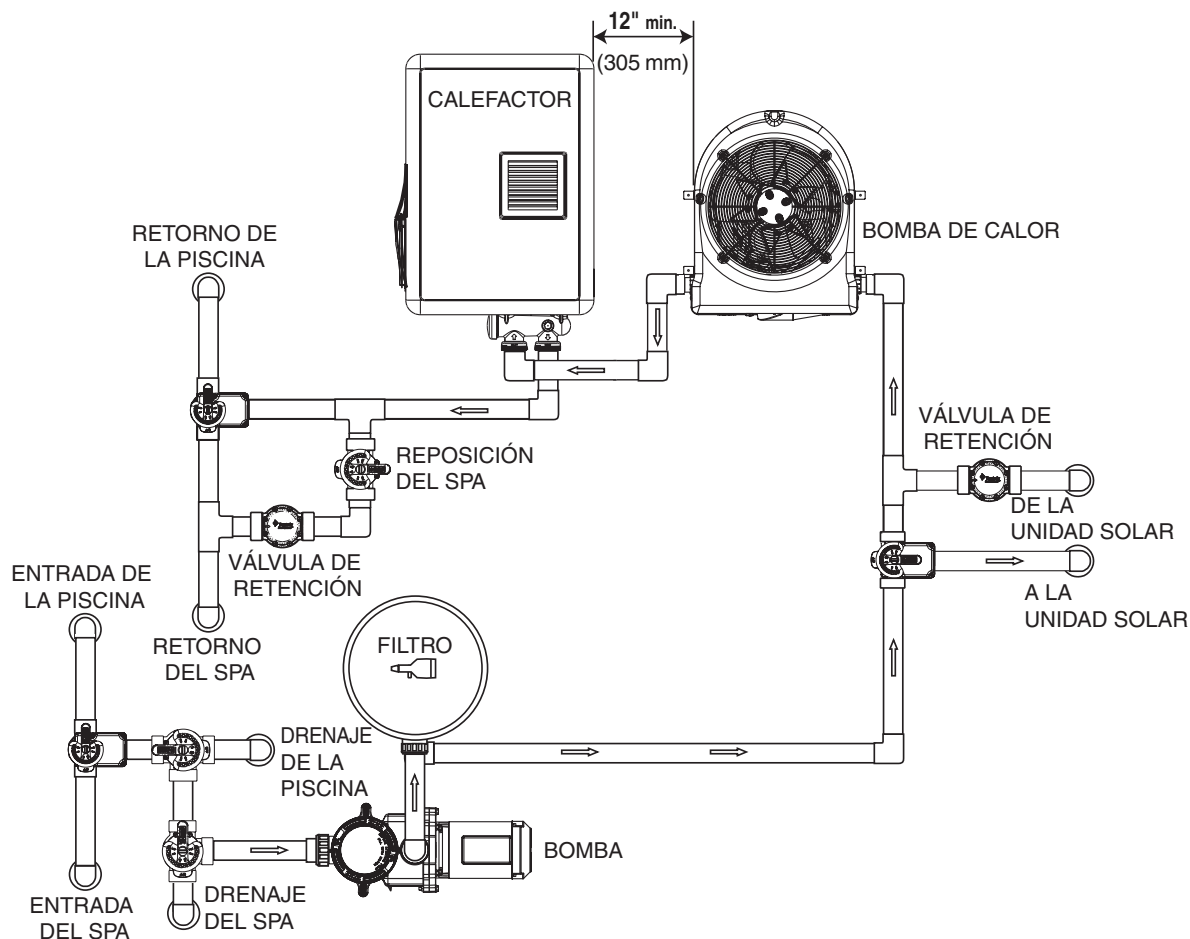 12" min.
(305 mm)
CALEFACTOR
BOMBA DE CALOR
RETORNO DE
LA PISCINA
VÁLVULA DE
RETENCIÓN
REPOSICIÓN
DEL SPA
DE LA
UNIDAD SOLAR
VÁLVULA DE
RETENCIÓN
ENTRADA DE
LA PISCINA
A LA
UNIDAD SOLAR
RETORNO
DEL SPA
FILTRO
DRENAJE
DE LA
PISCINA
BOMBA
ENTRADA
DEL SPA
DRENAJE
DEL SPA